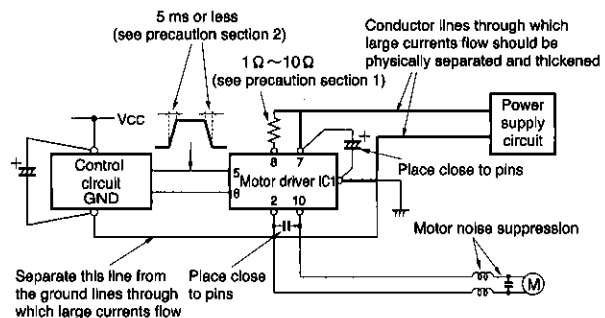 5 ms or less
(see precaution section 2)
1Ω～10Ω
(see precaution section 1)
Conductor lines through which
large currents flow should be
physically separated and thickened
Vcc
+
Control
circuit
GND
5
6
8
7
Motor driver IC
1
2
10
+
Place close to pins
Power
supply
circuit
Separate this line from
the ground lines through
which large currents flow
Place close
to pins
Motor noise suppression
M